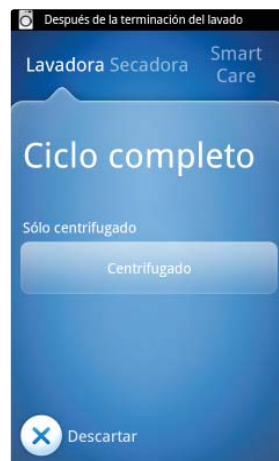 Después de la terminación del lavado
Lavadora Secadora Smart Care
Ciclo completo
Sólo centrifugado
Centrifugado
Descartar